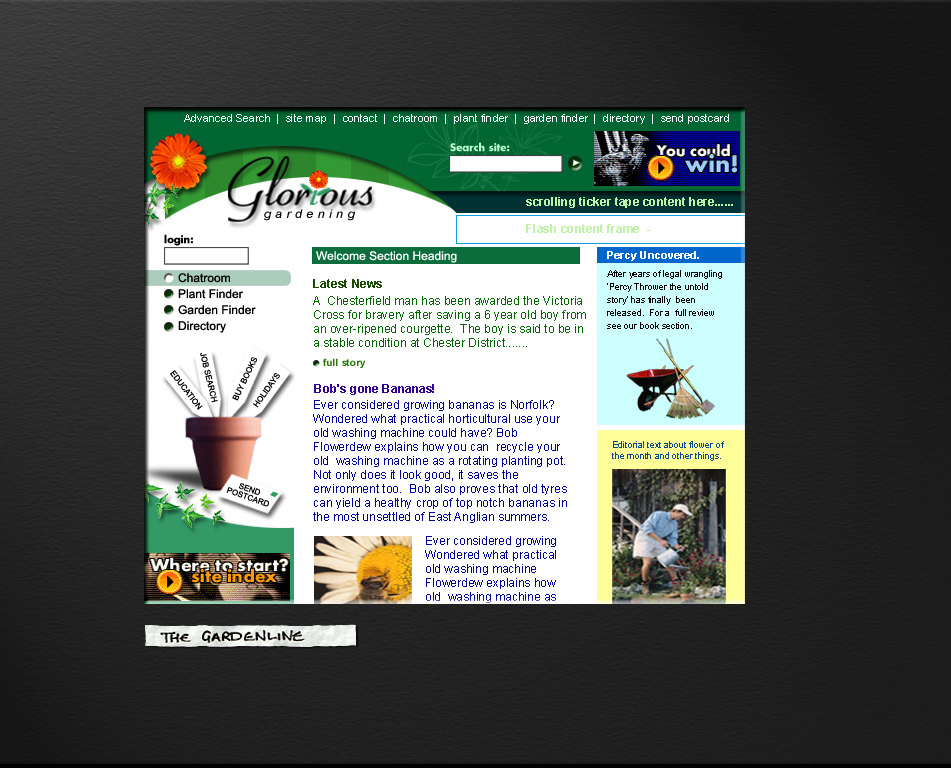 Advanced Search | site map | contact | chatroom | plant finder | garden finder | directory | send postcard
Search site:
You could
win!
Glorious
gardening
scrolling ticker tape content here......
Flash content frame -
login:
Chatroom
Plant Finder
Garden Finder
Directory
EDUCATION
JOB SEARCH
BUY BOOKS
HOLIDAYS
SEND
POSTCARD
Where to start?
site index
Welcome Section Heading
Latest News
A Chesterfield man has been awarded the Victoria
Cross for bravery after saving a 6 year old boy from
an over-ripened courgette. The boy is said to be in
a stable condition at Chester District.......
full story
Bob's gone Bananas!
Ever considered growing bananas is Norfolk?
Wondered what practical horticultural use your
old washing machine could have? Bob
Flowerdew explains how you can recycle your
old washing machine as a rotating planting pot.
Not only does it look good, it saves the
environment too. Bob also proves that old tyres
can yield a healthy crop of top notch bananas in
the most unsettled of East Anglian summers.
Ever considered growing
Wondered what practical
old washing machine
Flowerdew explains how
old washing machine as
Percy Uncovered.
After years of legal wrangling
'Percy Thrower the untold
story' has finally been
released. For a full review
see our book section.
Editorial text about flower of
the month and other things.
THE GARDENLINE